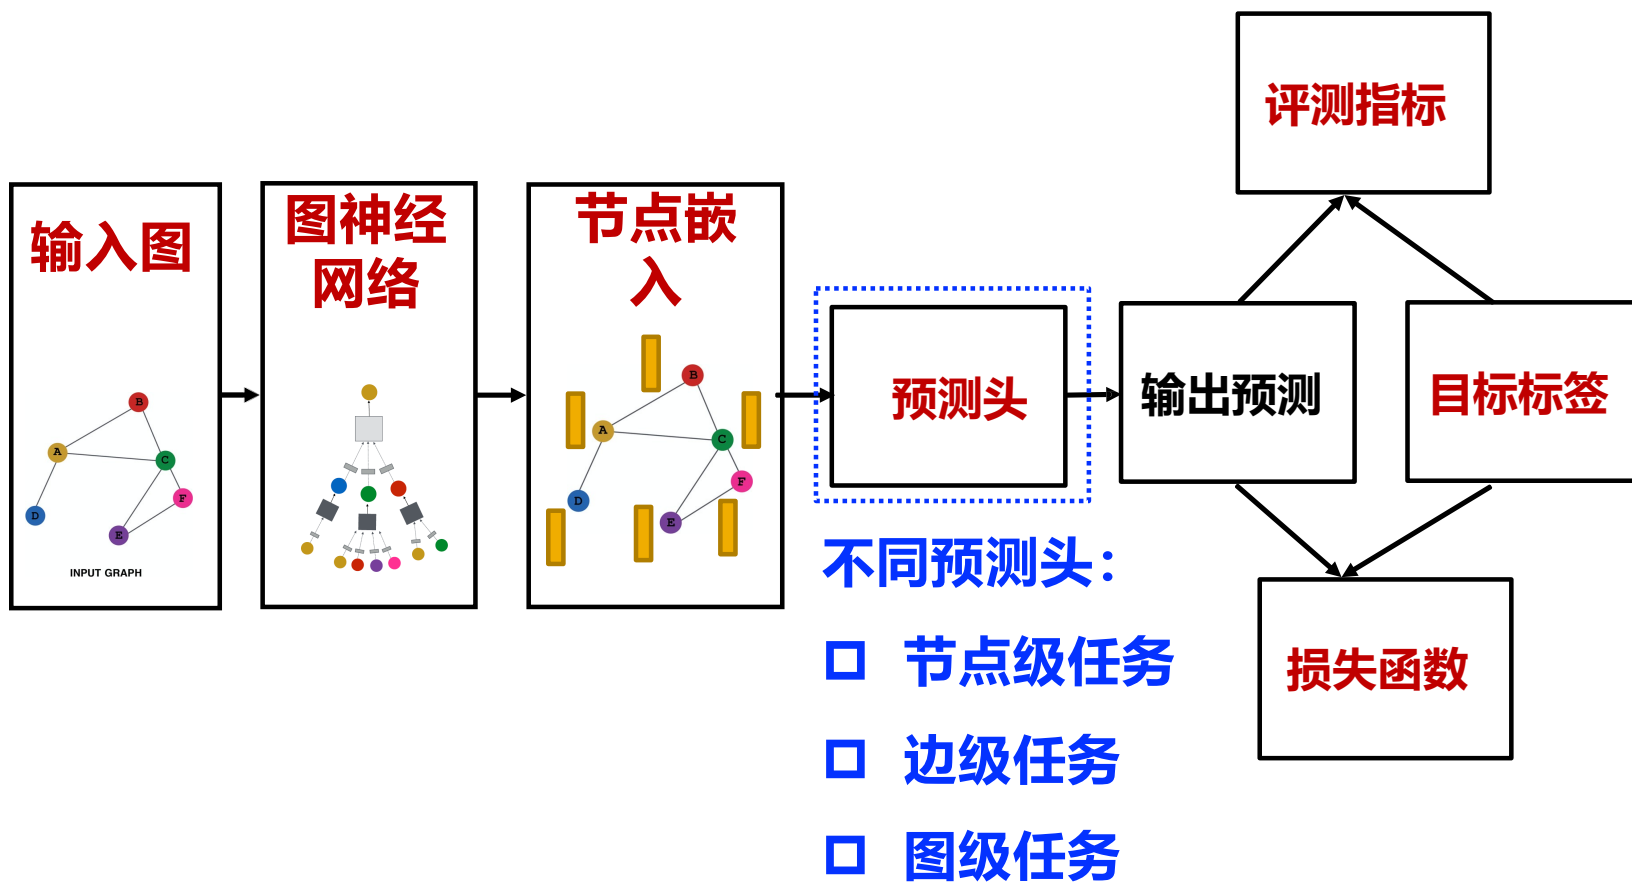 输入图
B
A
C
F
D
E
INPUT GRAPH
图神经
网络
节点嵌
入
B
A
C
F
D
E
预测头
输出预测
目标标签
评测指标
损失函数
不同预测头：
节点级任务
边级任务
图级任务